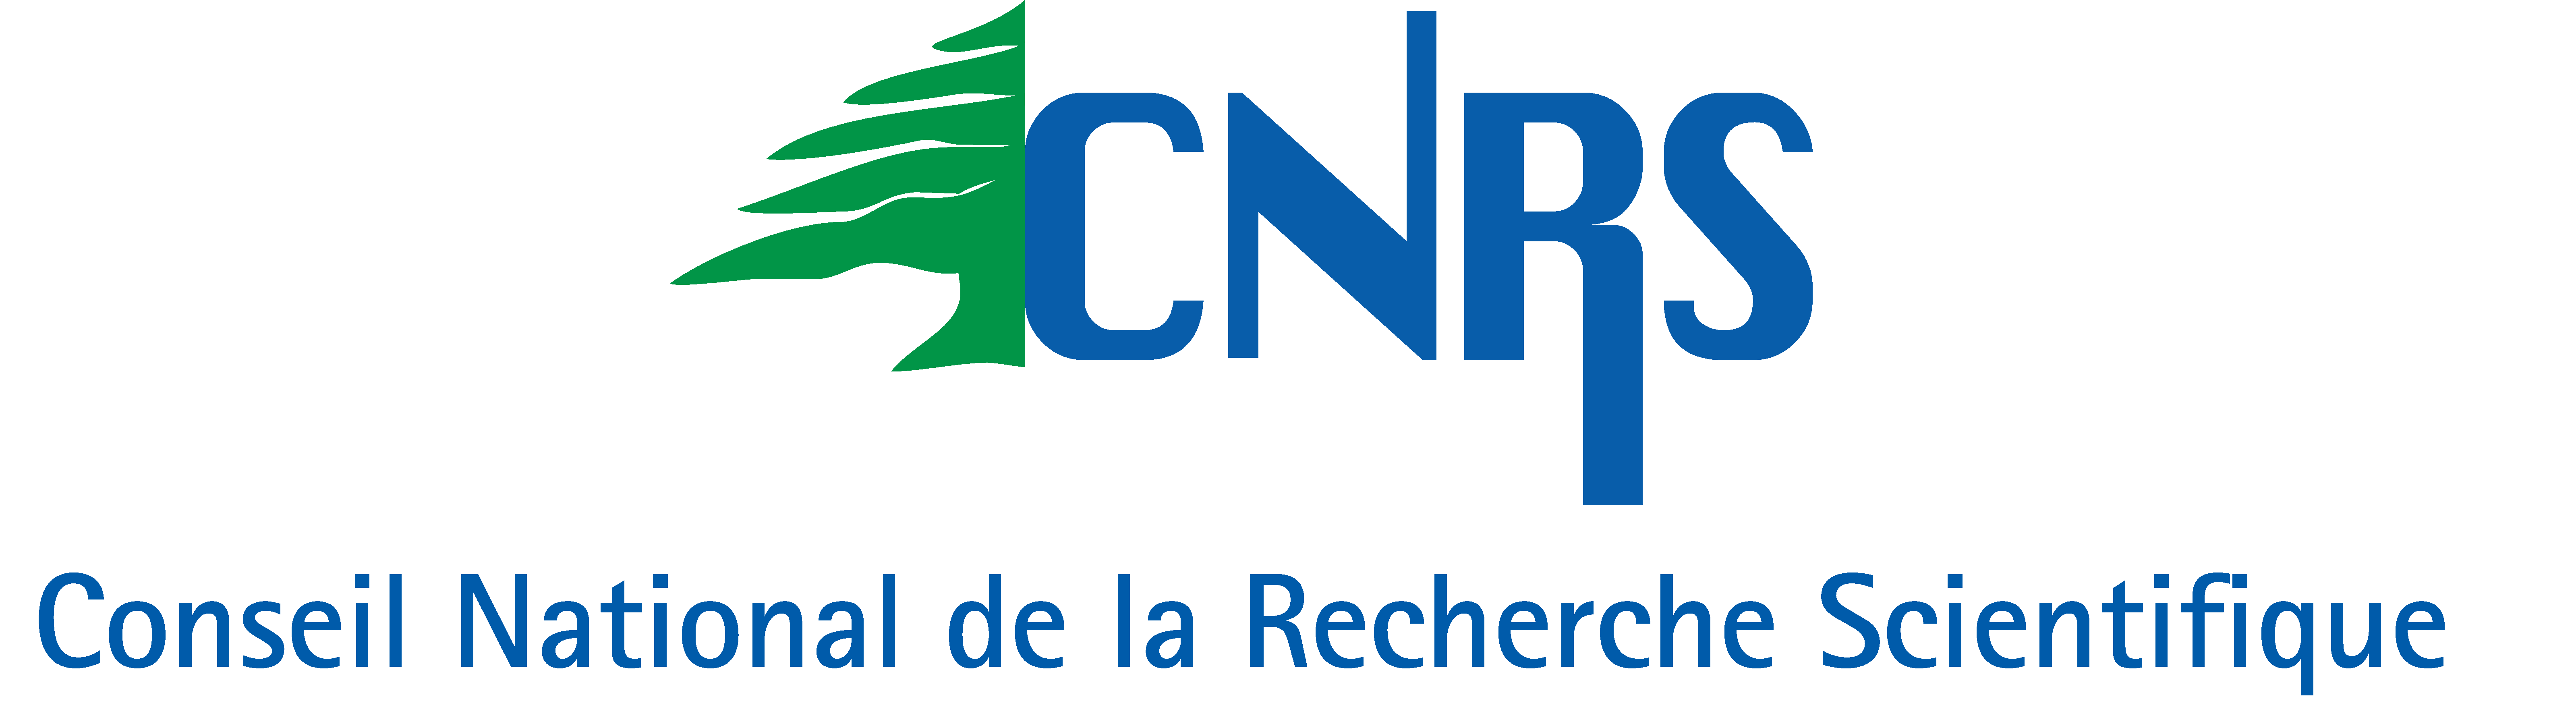 CNRS
Conseil National de la Recherche Scientifique